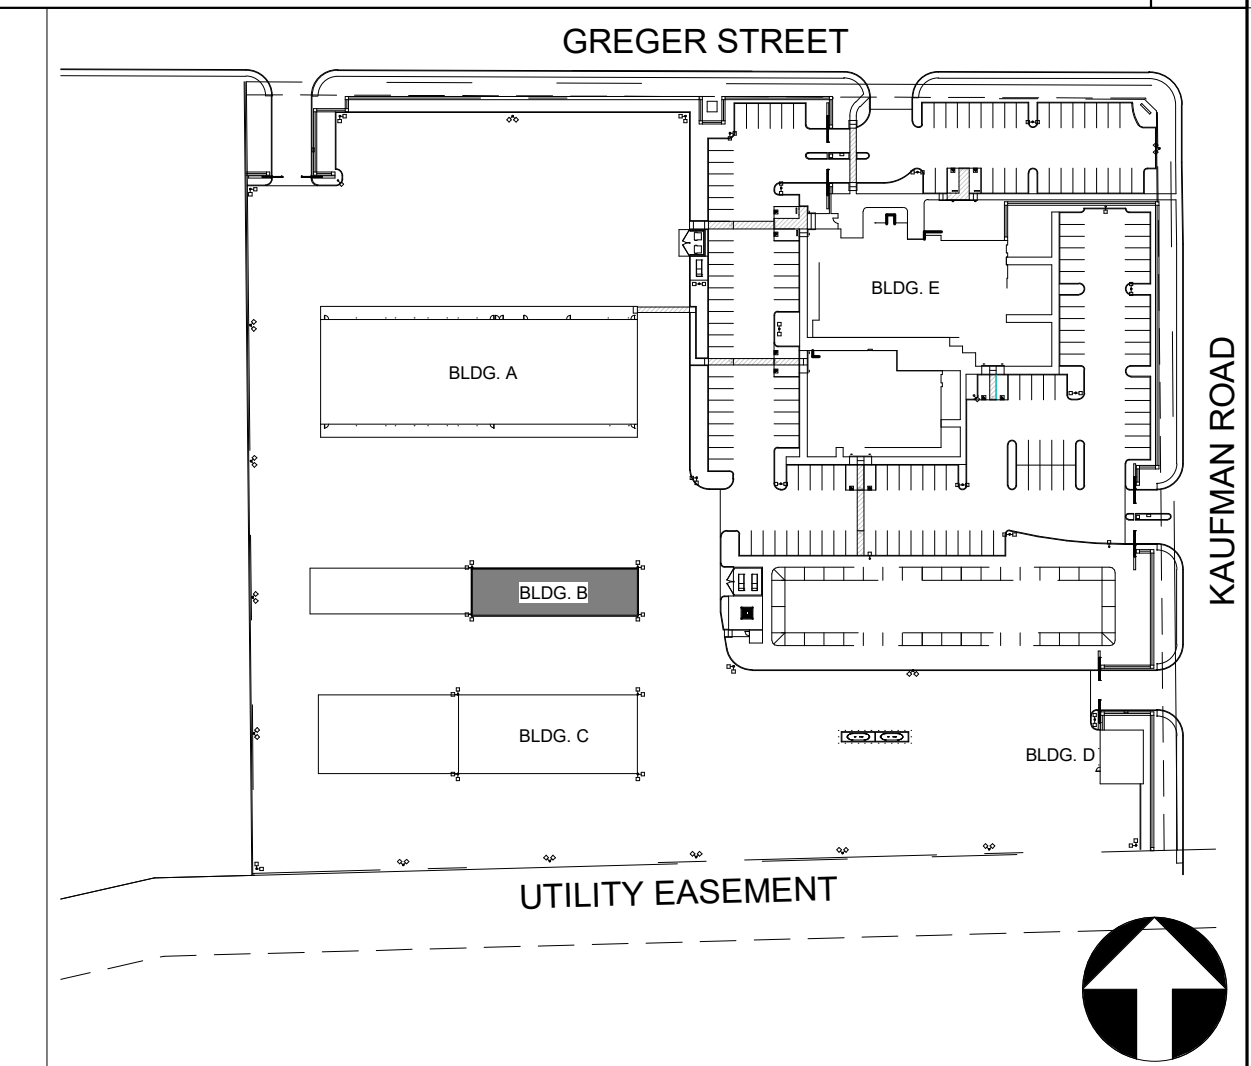 GREGER STREET
BLDG. E
BLDG. A
KAUFMAN ROAD
BLDG. B
BLDG. C
BLDG. D
UTILITY EASEMENT